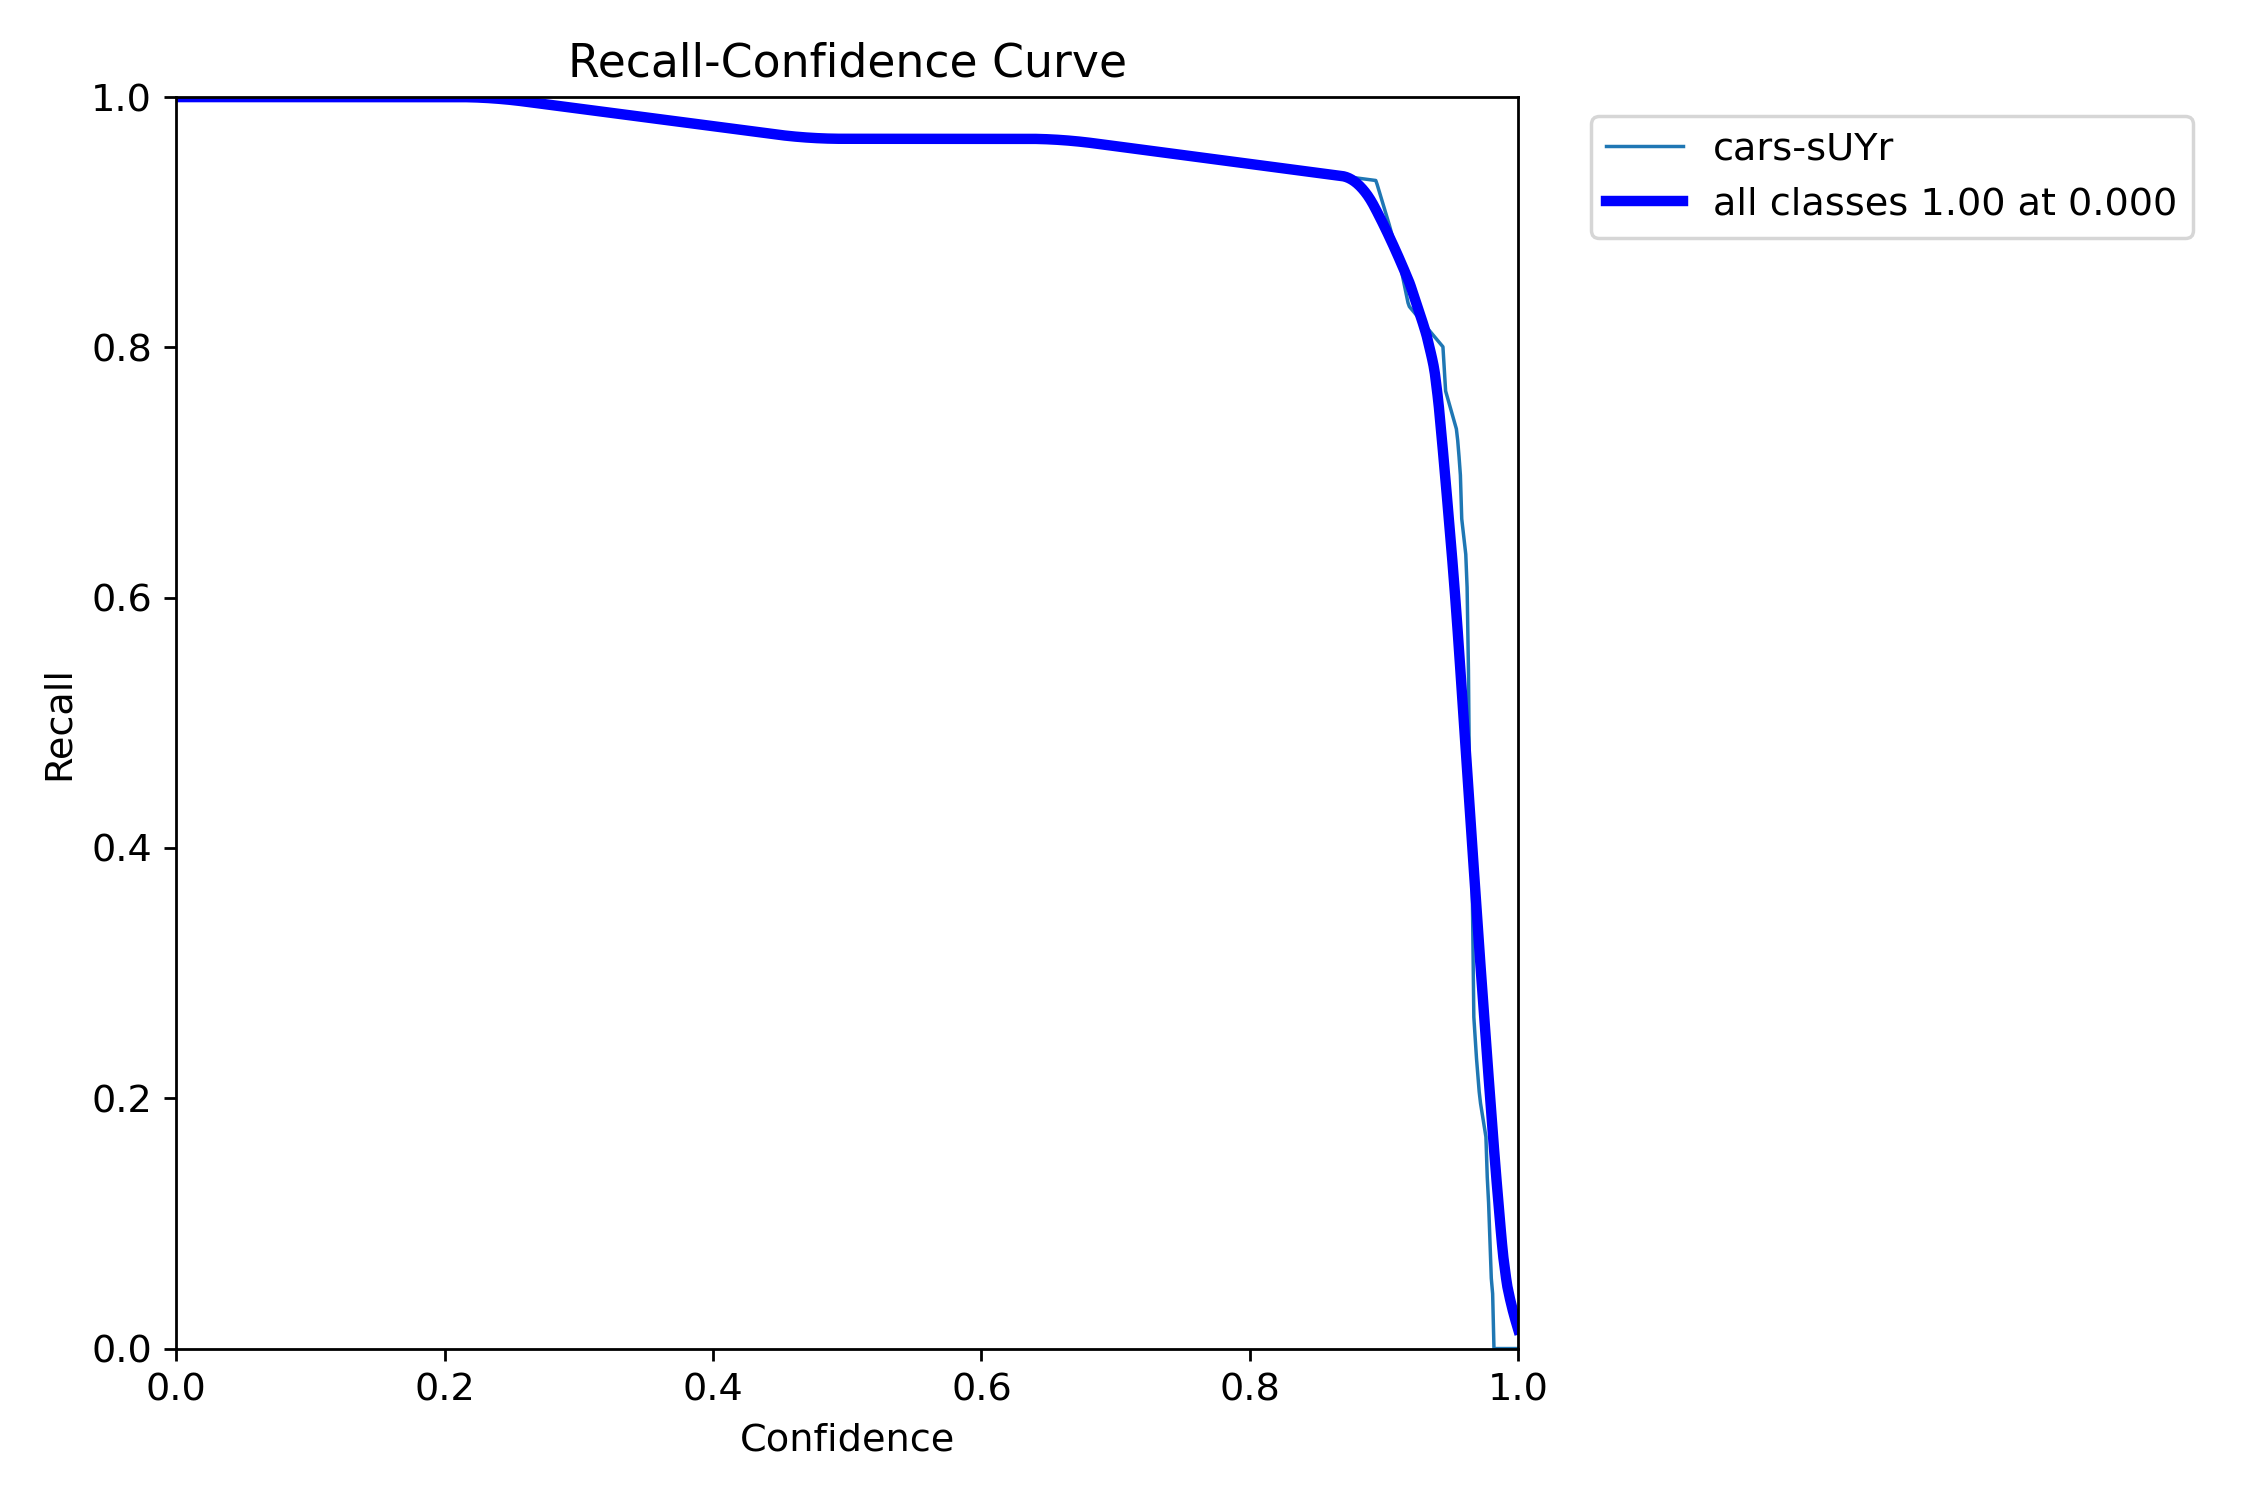 Recall-Confidence Curve
1.0
0.8
0.6
0.4
0.2
0.0
Recall
0.0 0.2 0.4 0.6 0.8 1.0
Confidence
cars-sUYr
all classes 1.00 at 0.000